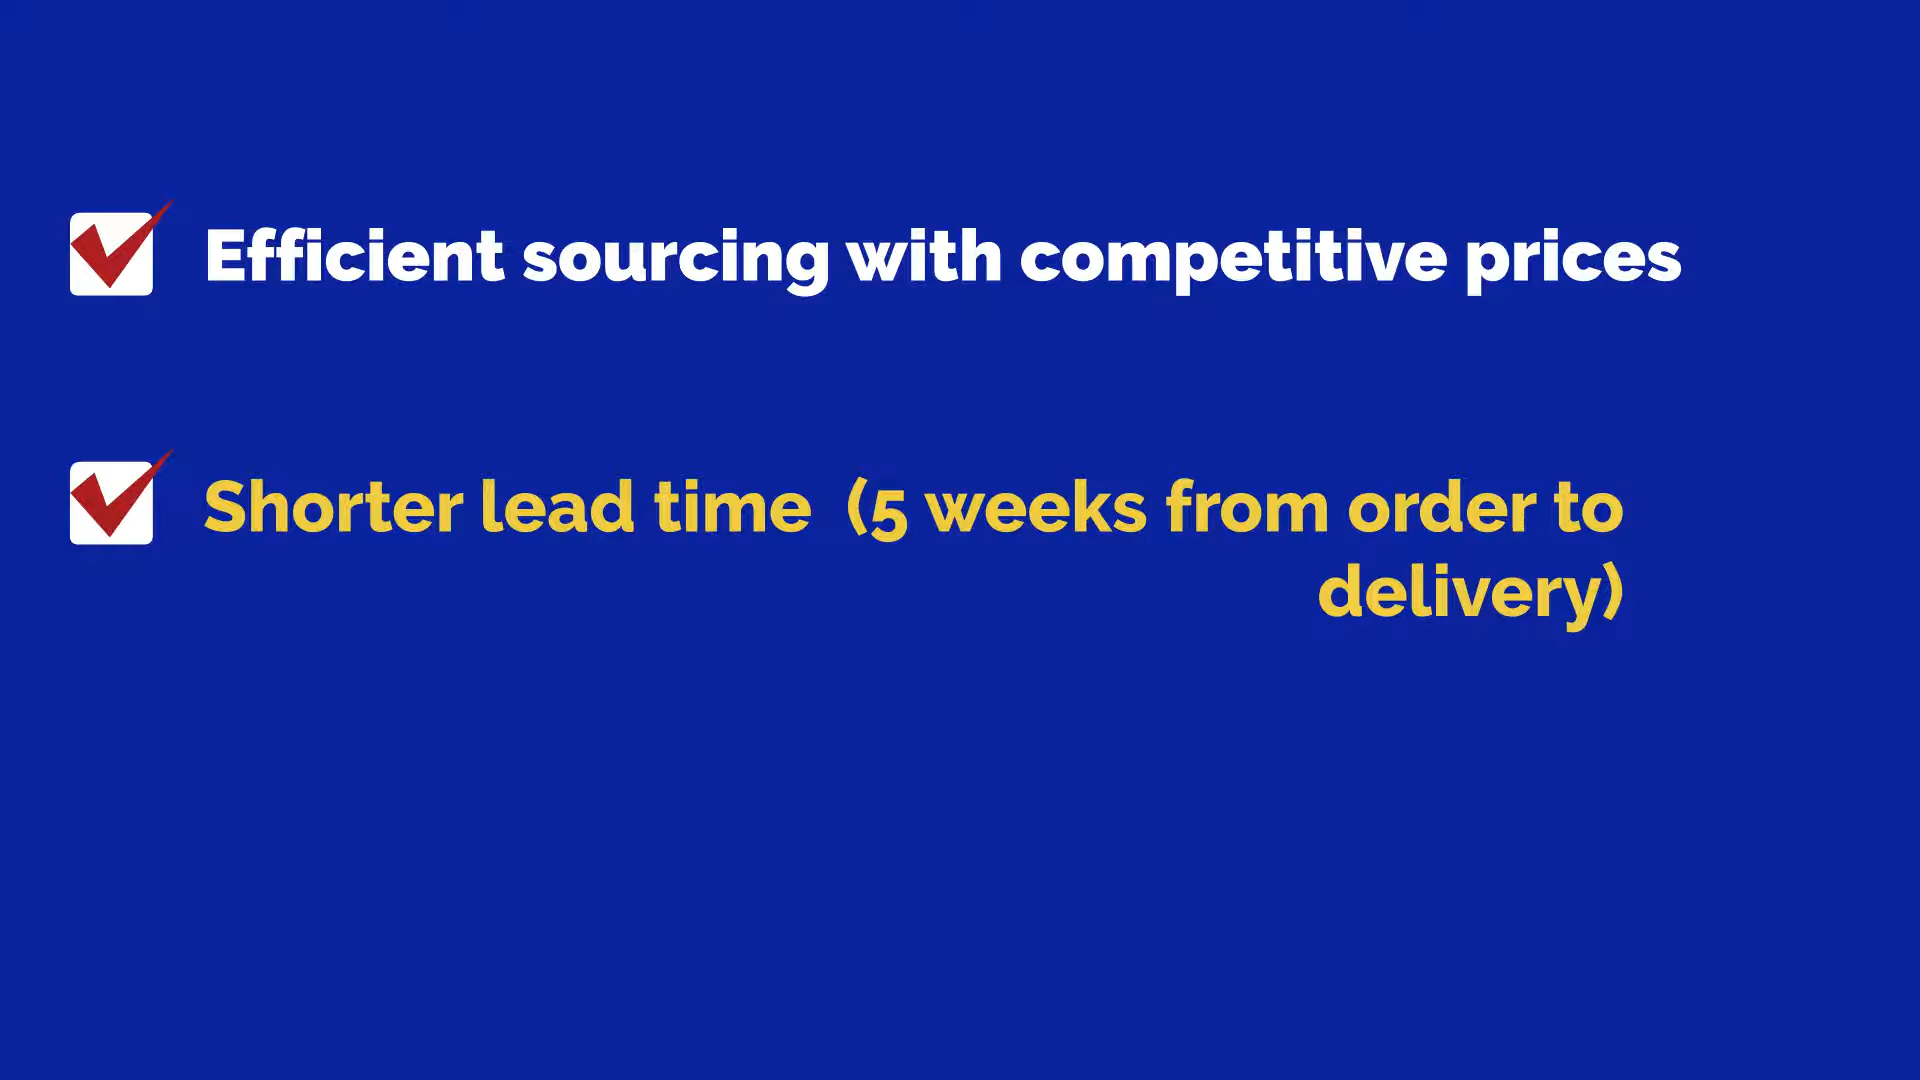 Efficient sourcing with competitive prices
Shorter lead time  (5 weeks from order to
delivery)